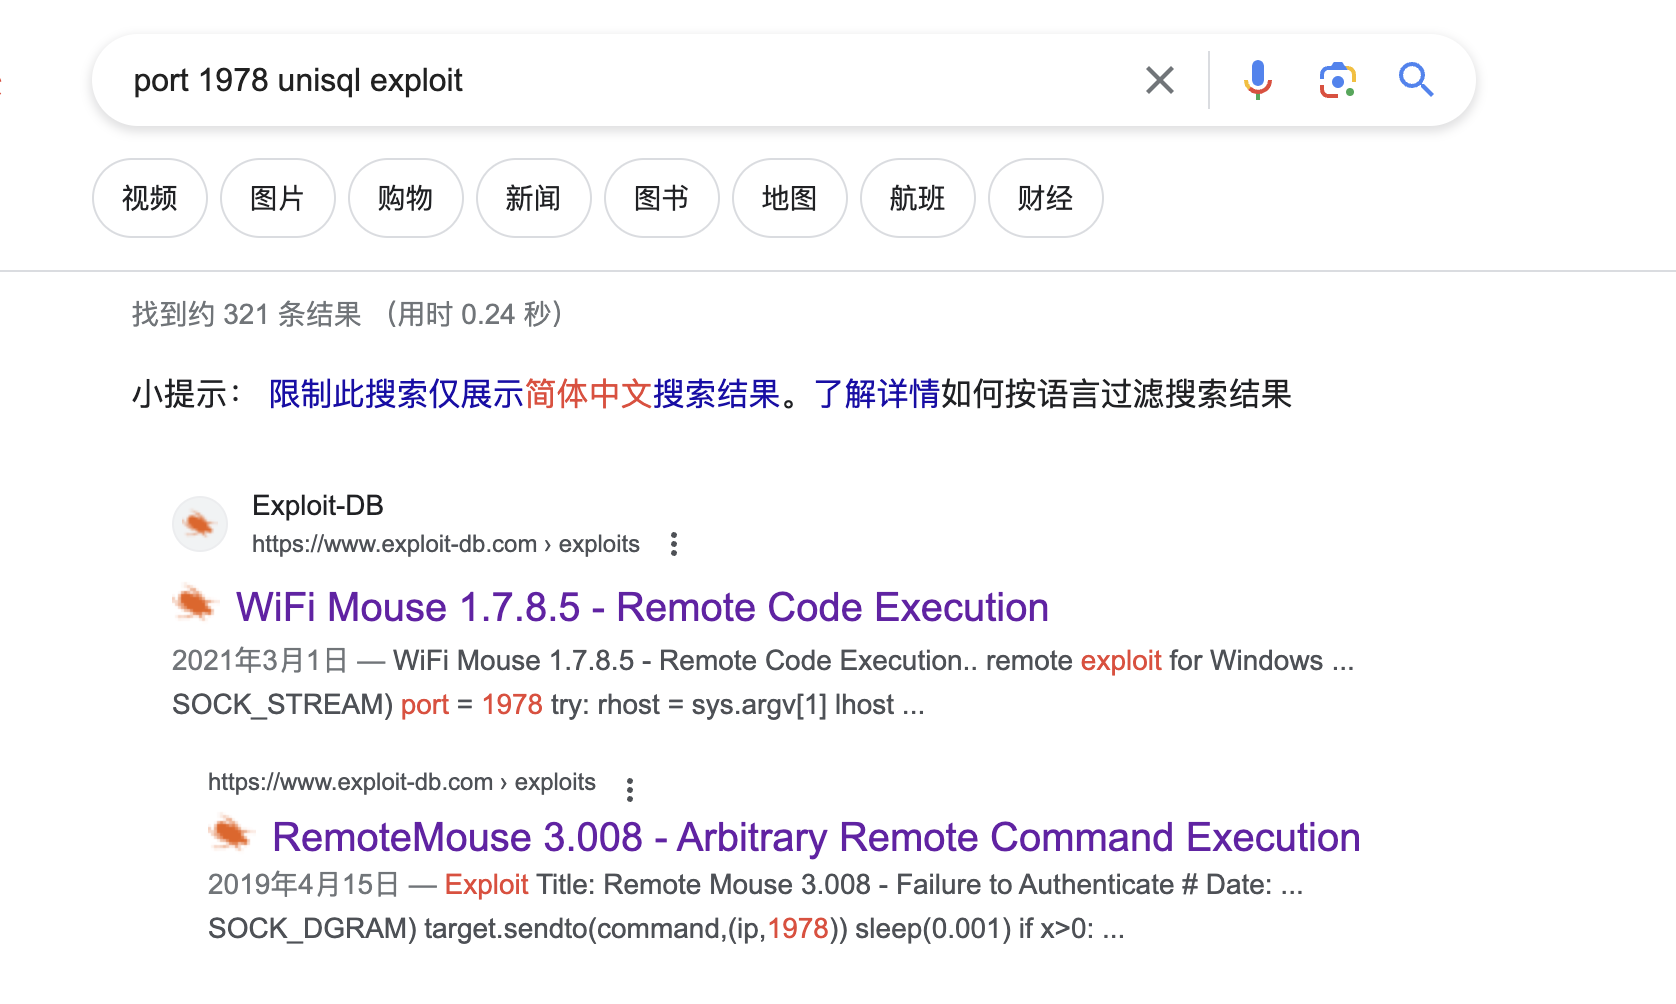 port 1978 unisql exploit
视频 图片 购物 新闻 图书 地图 航班 财经
找到约 321 条结果 （用时 0.24 秒）
小提示： 限制此搜索仅展示简体中文搜索结果。了解详情如何按语言过滤搜索结果
Exploit-DB
https://www.exploit-db.com › exploits
WiFi Mouse 1.7.8.5 - Remote Code Execution
2021年3月1日 — WiFi Mouse 1.7.8.5 - Remote Code Execution.. remote exploit for Windows ...
SOCK_STREAM) port = 1978 try: rhost = sys.argv[1] lhost ...
https://www.exploit-db.com › exploits
RemoteMouse 3.008 - Arbitrary Remote Command Execution
2019年4月15日 — Exploit Title: Remote Mouse 3.008 - Failure to Authenticate # Date: ...
SOCK_DGRAM) target.sendto(command,(ip,1978)) sleep(0.001) if x>0: ...